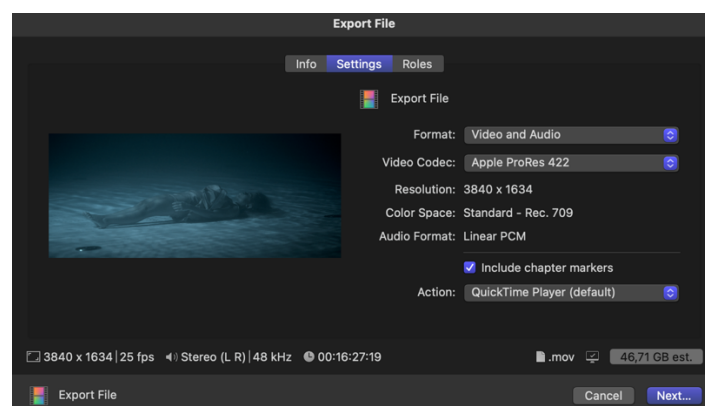 Export File
Info Settings Roles
Export File
Format: Video and Audio
Video Codec: Apple ProRes 422
Resolution: 3840 x 1634
Color Space: Standard - Rec. 709
Audio Format: Linear PCM
Include chapter markers
Action: QuickTime Player (default)
3840 x 1634 | 25 fps Stereo (L R) | 48 kHz 00:16:27:19 .mov 46,71 GB est.
Export File Cancel Next...